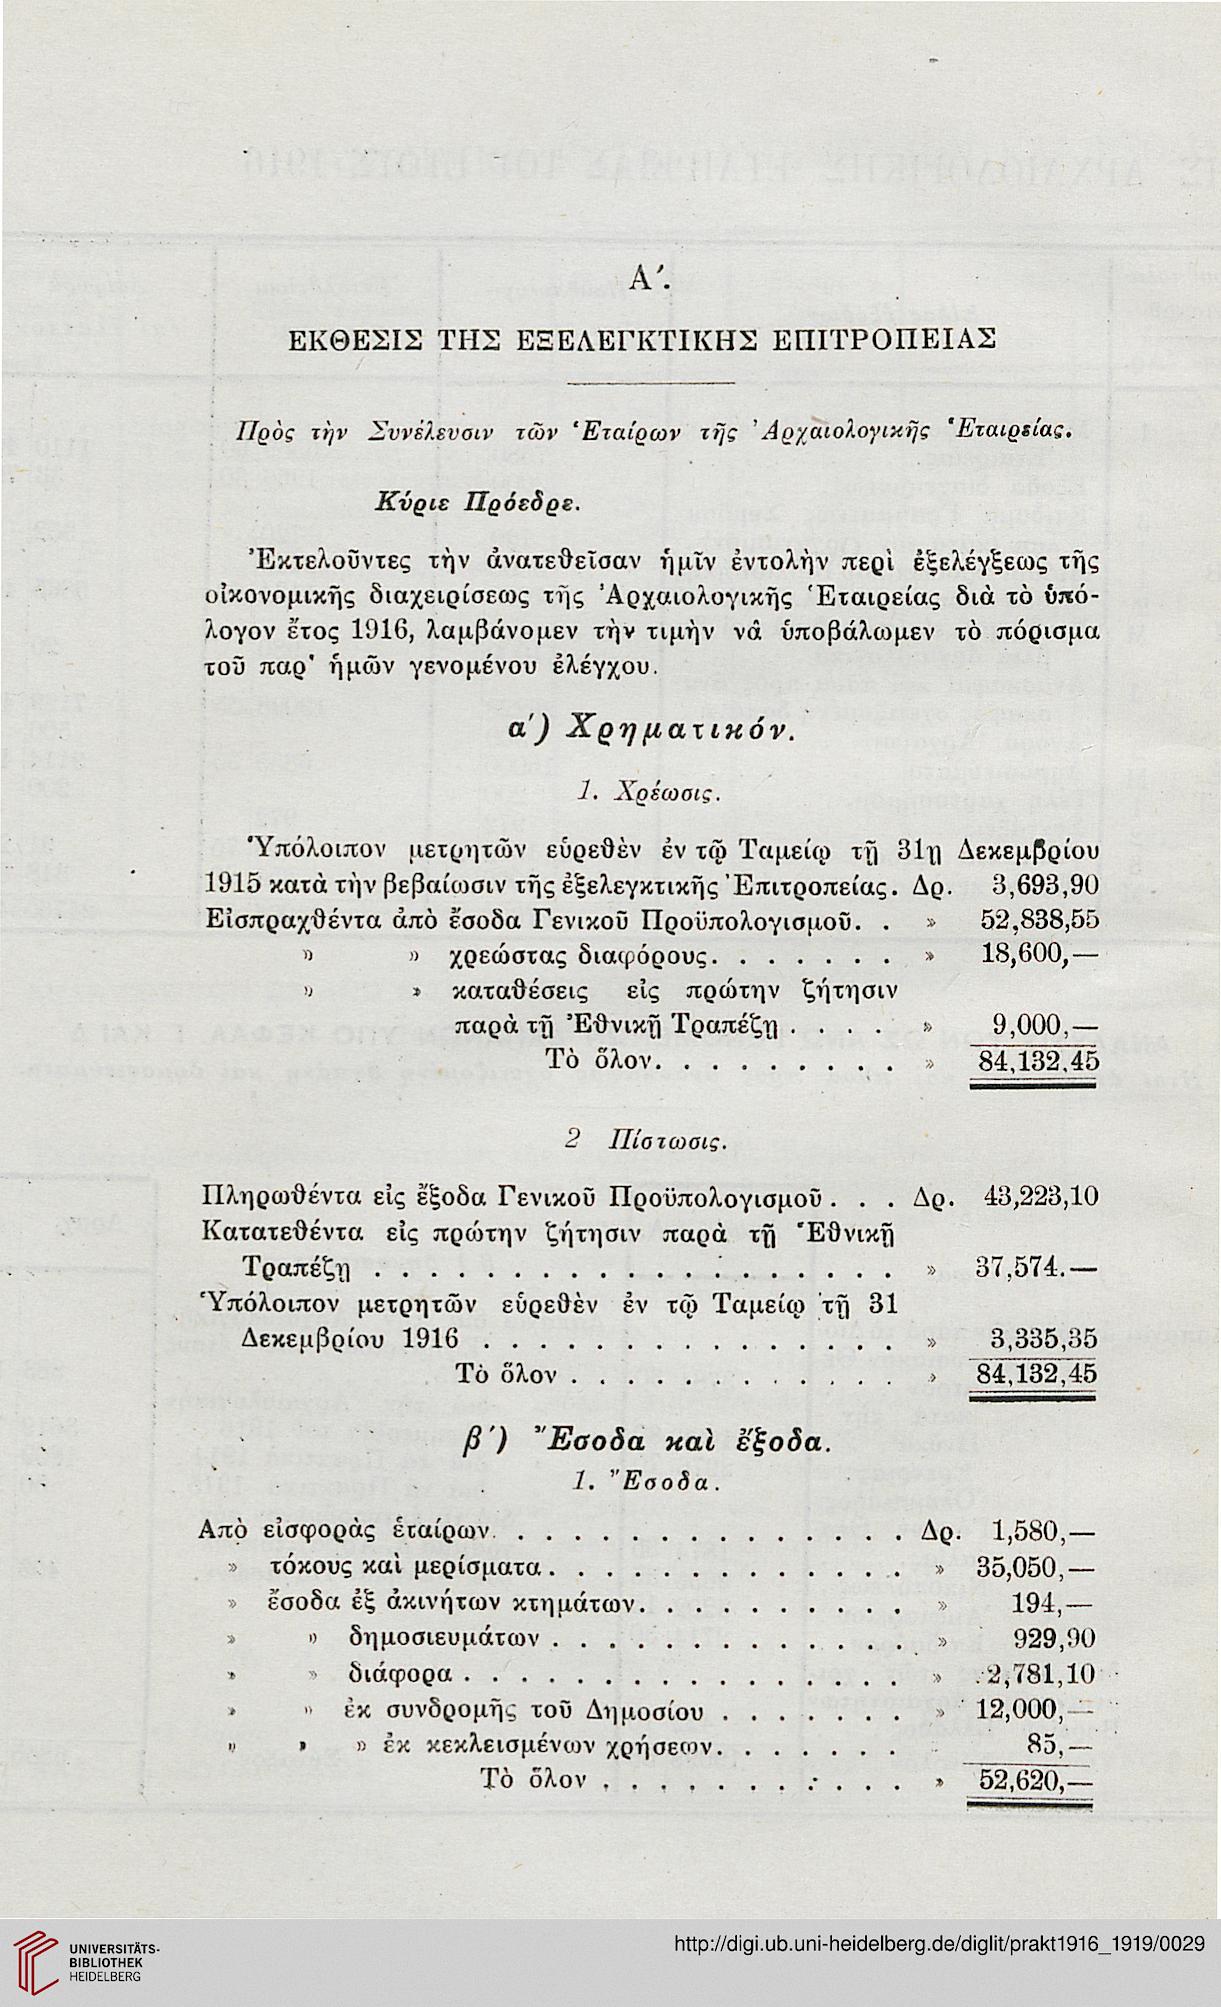 Α΄.
ΕΚΘΕΣΙΣ ΤΗΣ ΕΞΕΛΕΓΚΤΙΚΗΣ ΕΠΙΤΡΟΠΕΙΑΣ
Πρὸς τὴν Συνέλευσιν τῶν Ἑταίρων τῆς Ἀρχαιολογικῆς Ἑταιρείας.
Κύριε Πρόεδρε.
Ἐκτελοῦντες τὴν ἀνατεθεῖσαν ἡμῖν ἐντολὴν περὶ ἐξελέγξεως τῆς
οἰκονομικῆς διαχειρίσεως τῆς Ἀρχαιολογικῆς Ἑταιρείας διὰ τὸ ὑπό-
λογον ἔτος 1916, λαμβάνομεν τὴν τιμὴν νὰ ὑποβάλωμεν τὸ πόρισμα
τοῦ παρ' ἡμῶν γενομένου ἐλέγχου.
α΄) Χρηματικόν.
1. Χρέωσις.
Ὑπόλοιπον μετρητῶν εὑρεθὲν ἐν τῷ Ταμείῳ τῇ 31ῃ Δεκεμβρίου
1915 κατὰ τὴν βεβαίωσιν τῆς ἐξελεγκτικῆς Ἐπιτροπείας. Δρ. 3,693,90
Εἰσπραχθέντα ἀπὸ ἔσοδα Γενικοῦ Προϋπολογισμοῦ. . » 52,838,55
» » χρεώστας διαφόρους. . . . . . . » 18,600,—
» » καταθέσεις εἰς πρώτην ζήτησιν
παρὰ τῇ Ἐθνικῇ Τραπέζῃ . . . . » 9,000,—
Τὸ ὅλον. . . . . . . . . » 84,132,45
2 Πίστωσις.
Πληρωθέντα εἰς ἔξοδα Γενικοῦ Προϋπολογισμοῦ . . . Δρ. 43,223,10
Κατατεθέντα εἰς πρώτην ζήτησιν παρὰ τῇ Ἐθνικῇ
Τραπέζῃ . . . . . . . . . . . . . . . . . . . » 37,574.—
Ὑπόλοιπον μετρητῶν εὑρεθὲν ἐν τῷ Ταμείῳ τῇ 31
Δεκεμβρίου 1916 . . . . . . . . . . . . . . . » 3,335,35
Τὸ ὅλον . . . . . . . . . . . . » 84,132,45
β΄) Ἔσοδα καὶ ἔξοδα.
1. Ἔσοδα.
Ἀπὸ εἰσφορὰς ἑταίρων. . . . . . . . . . . . . . . Δρ. 1,580,—
» τόκους καὶ μερίσματα. . . . . . . . . . . . . » 35,050,—
» ἔσοδα ἐξ ἀκινήτων κτημάτων. . . . . . . . . . » 194,—
» » δημοσιευμάτων . . . . . . . . . . . . . . » 929,90
» » διάφορα . . . . . . . . . . . . . . . . » 2,781,10
» » ἐκ συνδρομῆς τοῦ Δημοσίου . . . . . . . » 12,000,—
» » » ἐκ κεκλεισμένων χρήσεων. . . . . . . 85,—
Τὸ ὅλον . . . . . . . . . . . » 52,620,—
UNIVERSITÄTS-
BIBLIOTHEK
HEIDELBERG
http://digi.ub.uni-heidelberg.de/diglit/prakt1916_1919/0029